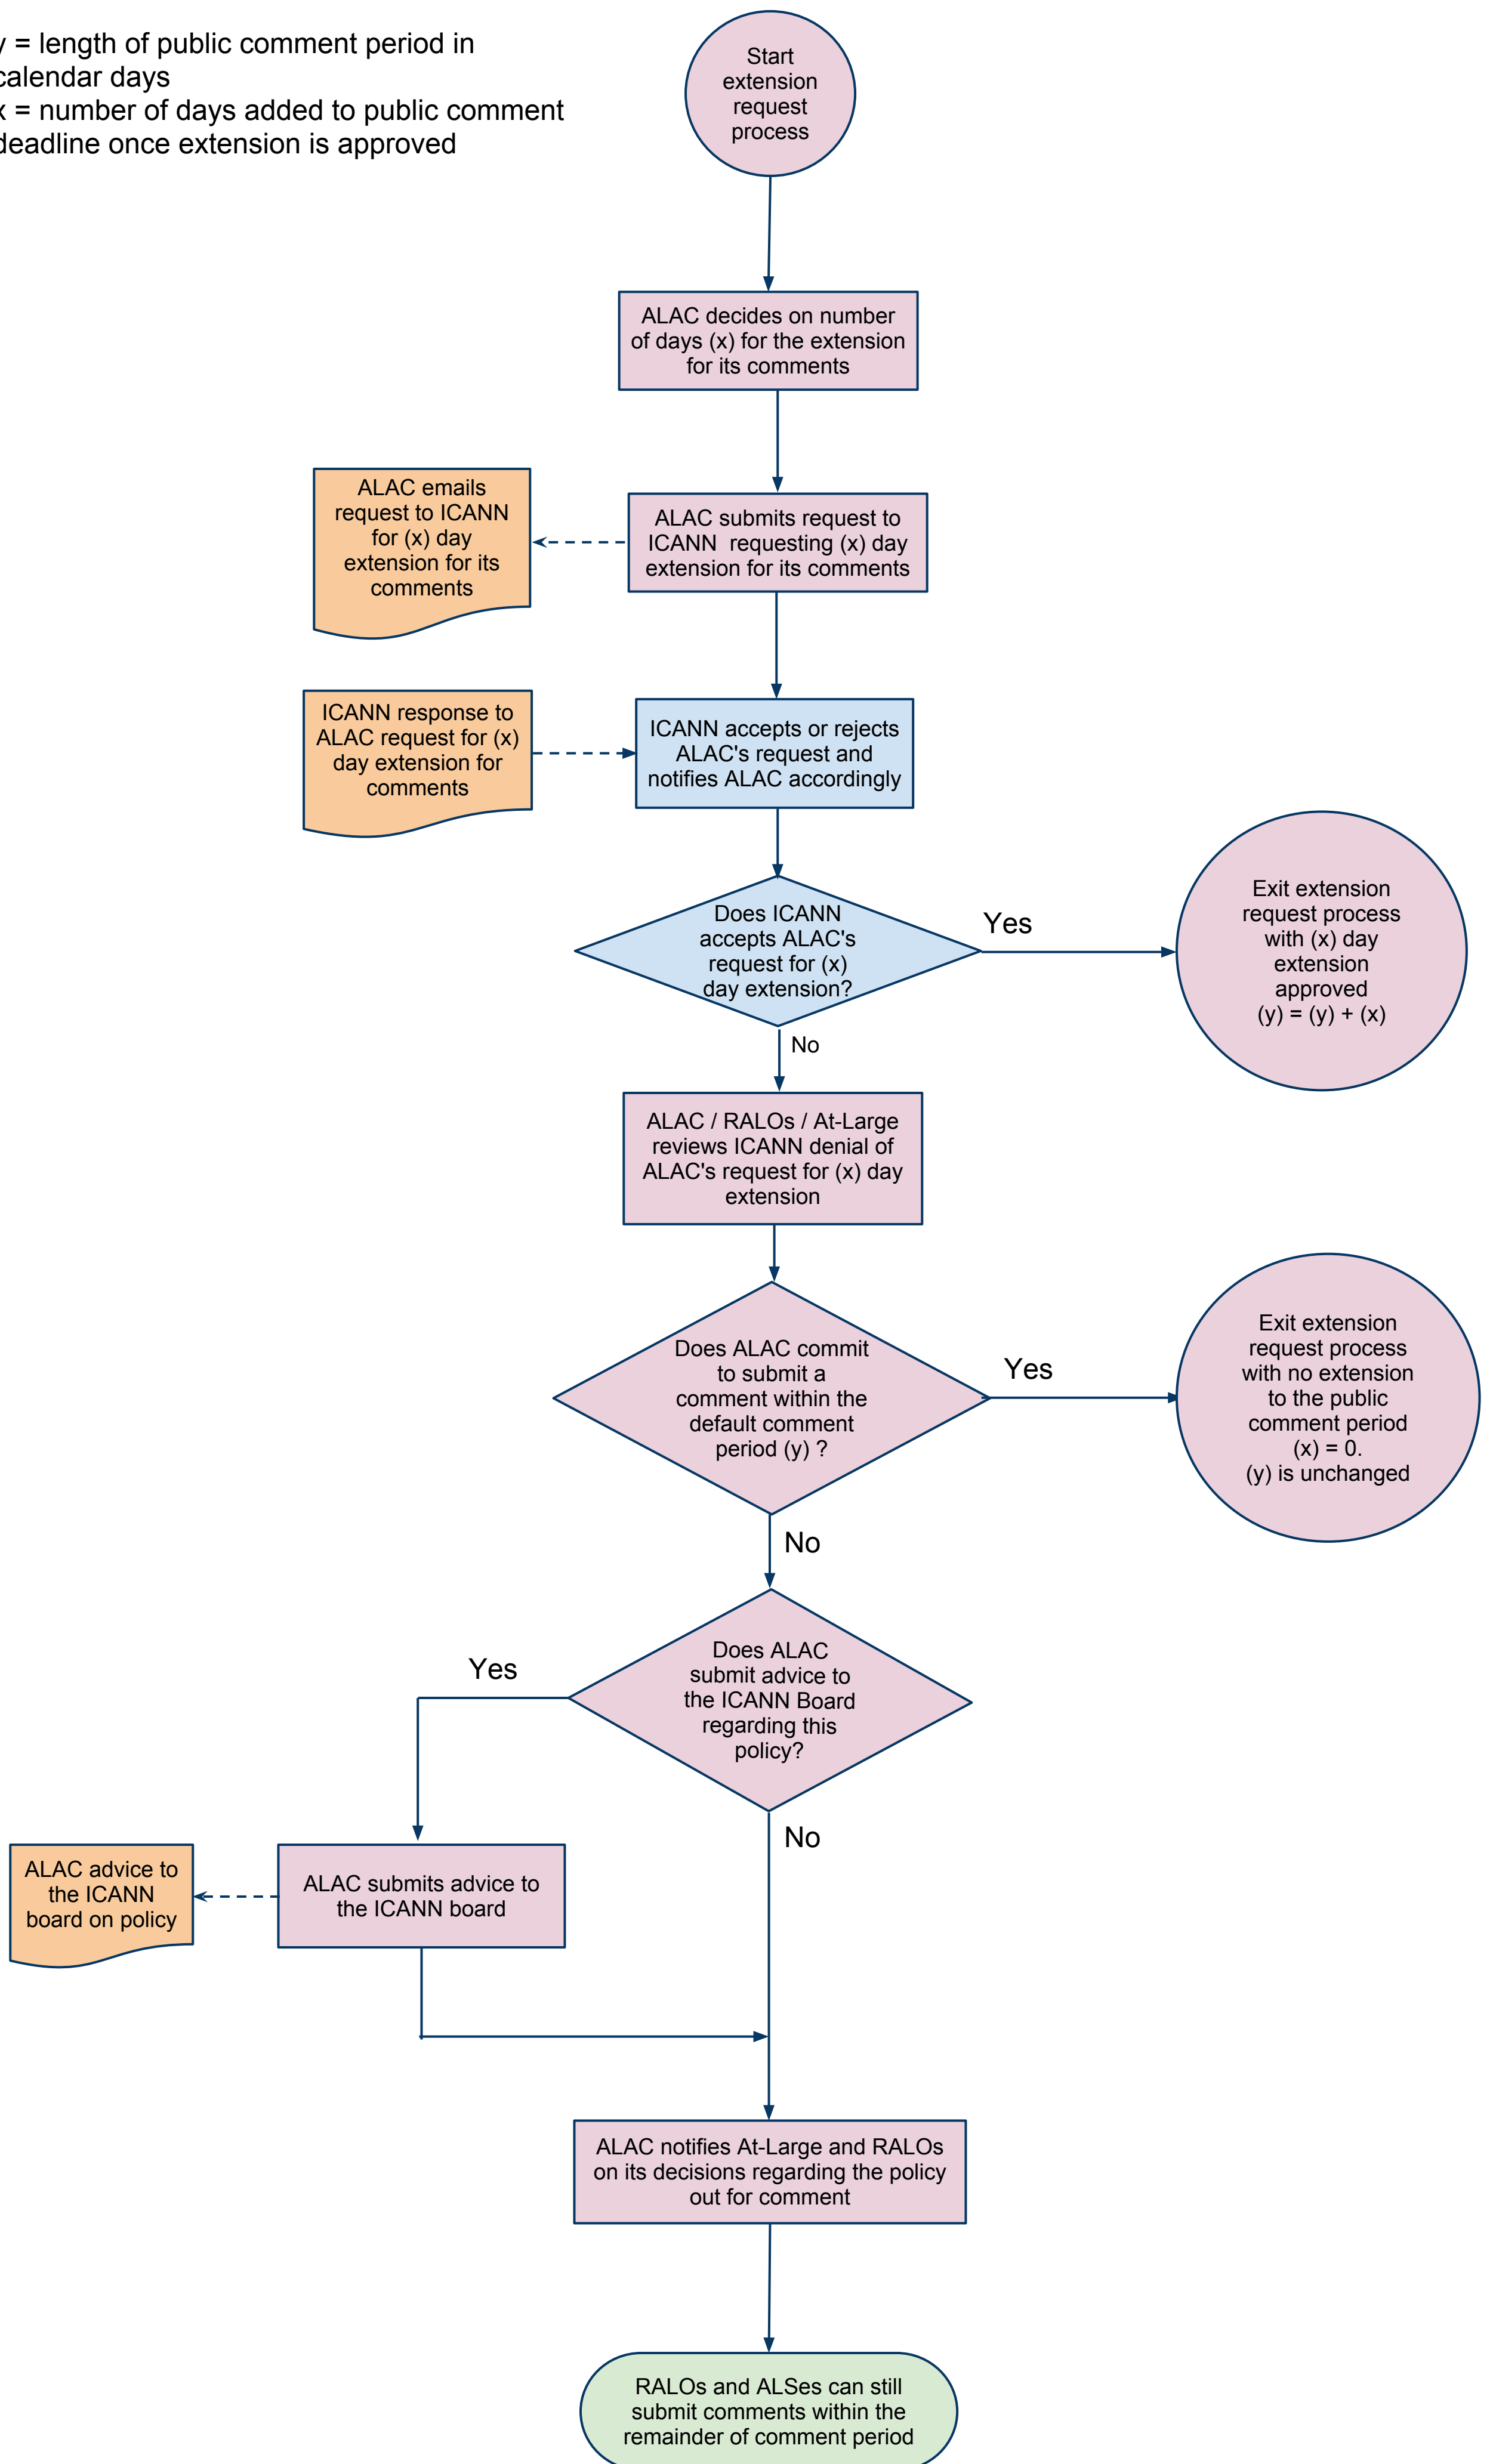 y = length of public comment period in
calendar days
x = number of days added to public comment
deadline once extension is approved
Start
extension
request
process
ALAC decides on number
of days (x) for the extension
for its comments
ALAC emails
request to ICANN
for (x) day
extension for its
comments
ALAC submits request to
ICANN requesting (x) day
extension for its comments
ICANN response to
ALAC request for (x)
day extension for
comments
ICANN accepts or rejects
ALAC's request and
notifies ALAC accordingly
Does ICANN
accepts ALAC's
request for (x)
day extension?
Yes
Exit extension
request process
with (x) day
extension
approved
(y) = (y) + (x)
No
ALAC / RALOs / At-Large
reviews ICANN denial of
ALAC's request for (x) day
extension
Does ALAC commit
to submit a
comment within the
default comment
period (y) ?
Yes
Exit extension
request process
with no extension
to the public
comment period
(x) = 0.
(y) is unchanged
No
Does ALAC
submit advice to
the ICANN Board
regarding this
policy?
Yes
No
ALAC advice to
the ICANN
board on policy
ALAC submits advice to
the ICANN board
ALAC notifies At-Large and RALOs
on its decisions regarding the policy
out for comment
RALOs and ALSes can still
submit comments within the
remainder of comment period